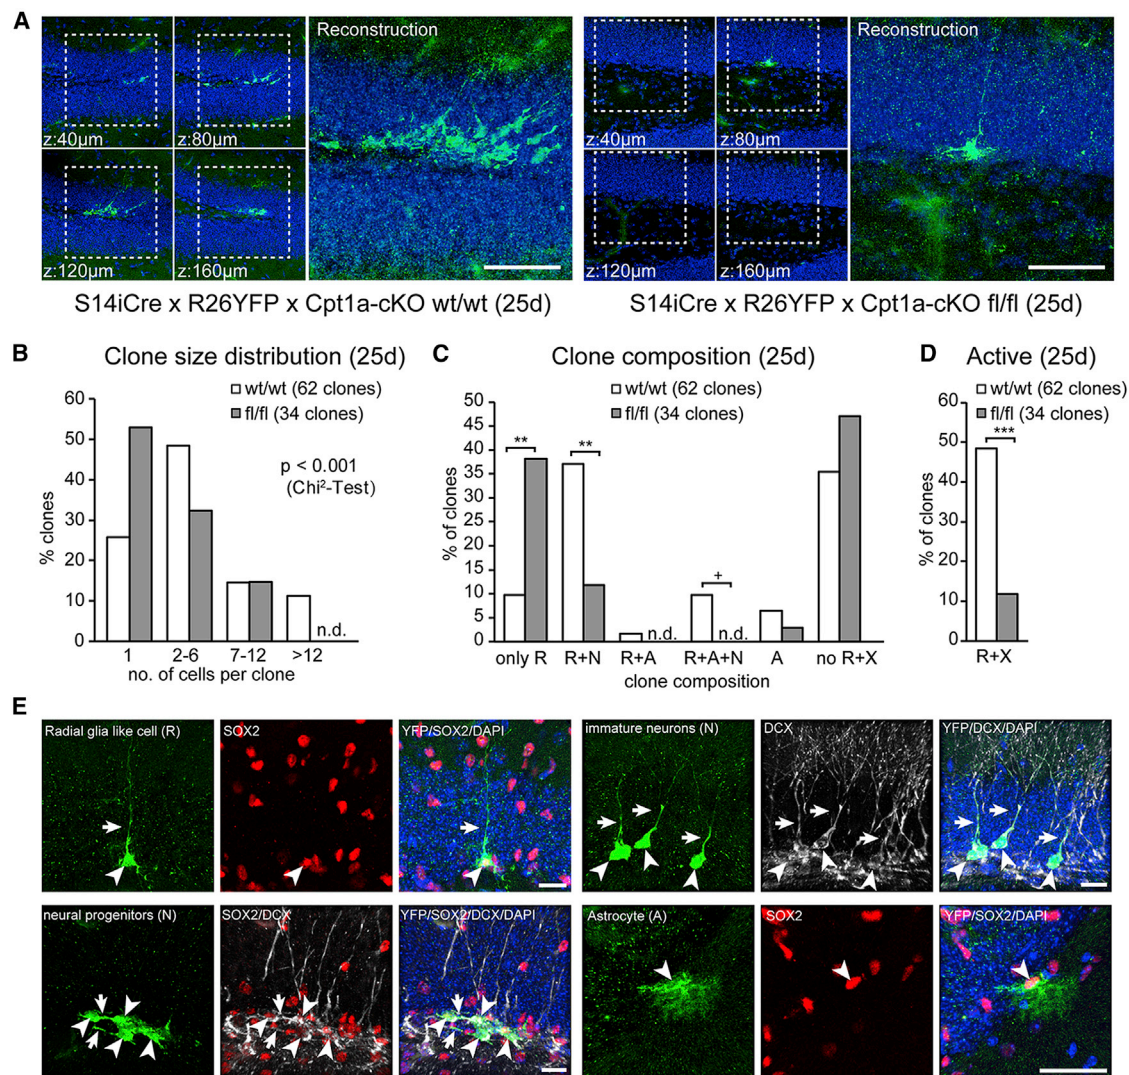 A
Reconstruction
z:40µm
z:80µm
z:120µm
z:160µm
S14iCre x R26YFP x Cpt1a-cKO wt/wt (25d)
Reconstruction
z:40µm
z:80µm
z:120µm
z:160µm
S14iCre x R26YFP x Cpt1a-cKO fl/fl (25d)
B
Clone size distribution (25d)
wt/wt (62 clones)
fl/fl (34 clones)
p < 0.001
(Chi²-Test)
% clones
60
50
40
30
20
10
0
n.d.
1
2-6
7-12
>12
no. of cells per clone
C
Clone composition (25d)
wt/wt (62 clones)
fl/fl (34 clones)
% of clones
50
45
40
35
30
25
20
15
10
5
0
**
**
+
n.d.
n.d.
only R
R+N
R+A
R+A+N
A
no R+X
clone composition
D
Active (25d)
wt/wt (62 clones)
fl/fl (34 clones)
% of clones
60
50
40
30
20
10
0
***
R+X
E
Radial glia like cell (R)
SOX2
YFP/SOX2/DAPI
immature neurons (N)
DCX
YFP/DCX/DAPI
neural progenitors (N)
SOX2/DCX
YFP/SOX2/DCX/DAPI
Astrocyte (A)
SOX2
YFP/SOX2/DAPI